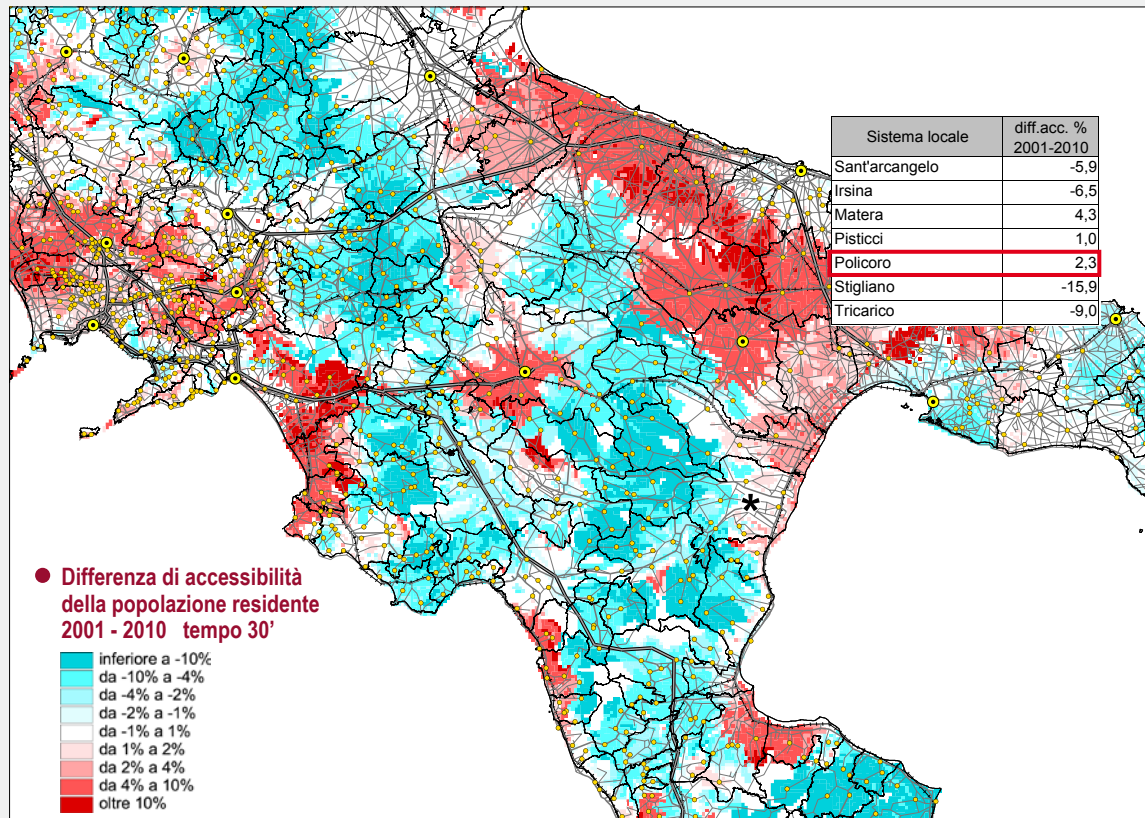 Sistema locale diff.acc. % 2001-2010
Sant'arcangelo -5,9
Irsina -6,5
Matera 4,3
Pisticci 1,0
Policoro 2,3
Stigliano -15,9
Tricarico -9,0
*
● Differenza di accessibilità
della popolazione residente
2001 - 2010 tempo 30’
inferiore a -10%
da -10% a -4%
da -4% a -2%
da -2% a -1%
da -1% a 1%
da 1% a 2%
da 2% a 4%
da 4% a 10%
oltre 10%